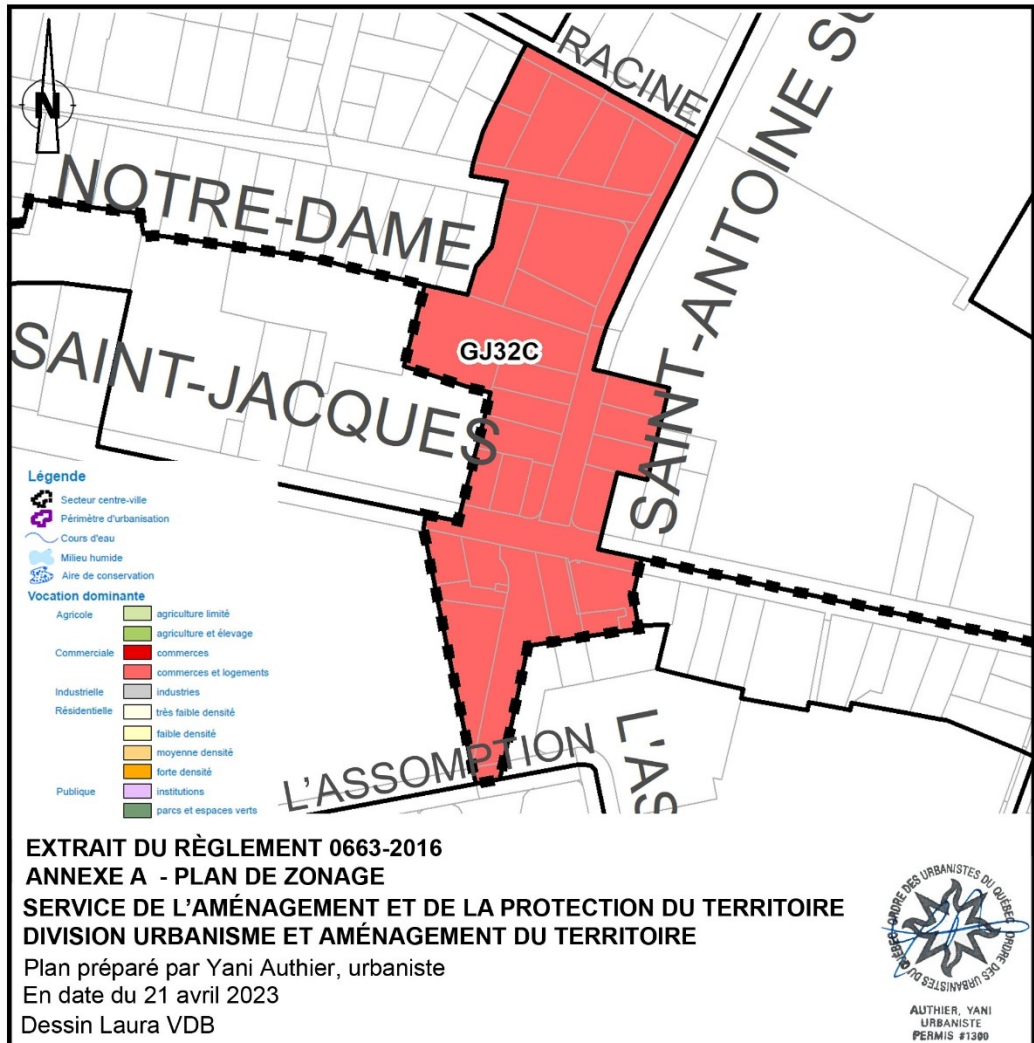 RACINE
SAINT-ANTOINE SU
N
NOTRE-DAME
GJ32C
SAINT-JACQUES
Légende
Secteur centre-ville
Périmètre d'urbanisation
Cours d'eau
Milieu humide
Aire de conservation
Vocation dominante
Agricole agriculture limité
agriculture et élevage
Commerciale commerces
commerces et logements
Industrielle industries
Résidentielle très faible densité
faible densité
moyenne densité
forte densité
Publique institutions
parcs et espaces verts
L'ASSOMPTION
L'AS
EXTRAIT DU RÈGLEMENT 0663-2016
ANNEXE A - PLAN DE ZONAGE
SERVICE DE L'AMÉNAGEMENT ET DE LA PROTECTION DU TERRITOIRE
DIVISION URBANISME ET AMÉNAGEMENT DU TERRITOIRE
Plan préparé par Yani Authier, urbaniste
En date du 21 avril 2023
Dessin Laura VDB
ORDRE DES URBANISTES DU QUÉBEC
ORDRE DES URBANISTES DU QUÉBEC
AUTHIER, YANI
URBANISTE
PERMIS #1300